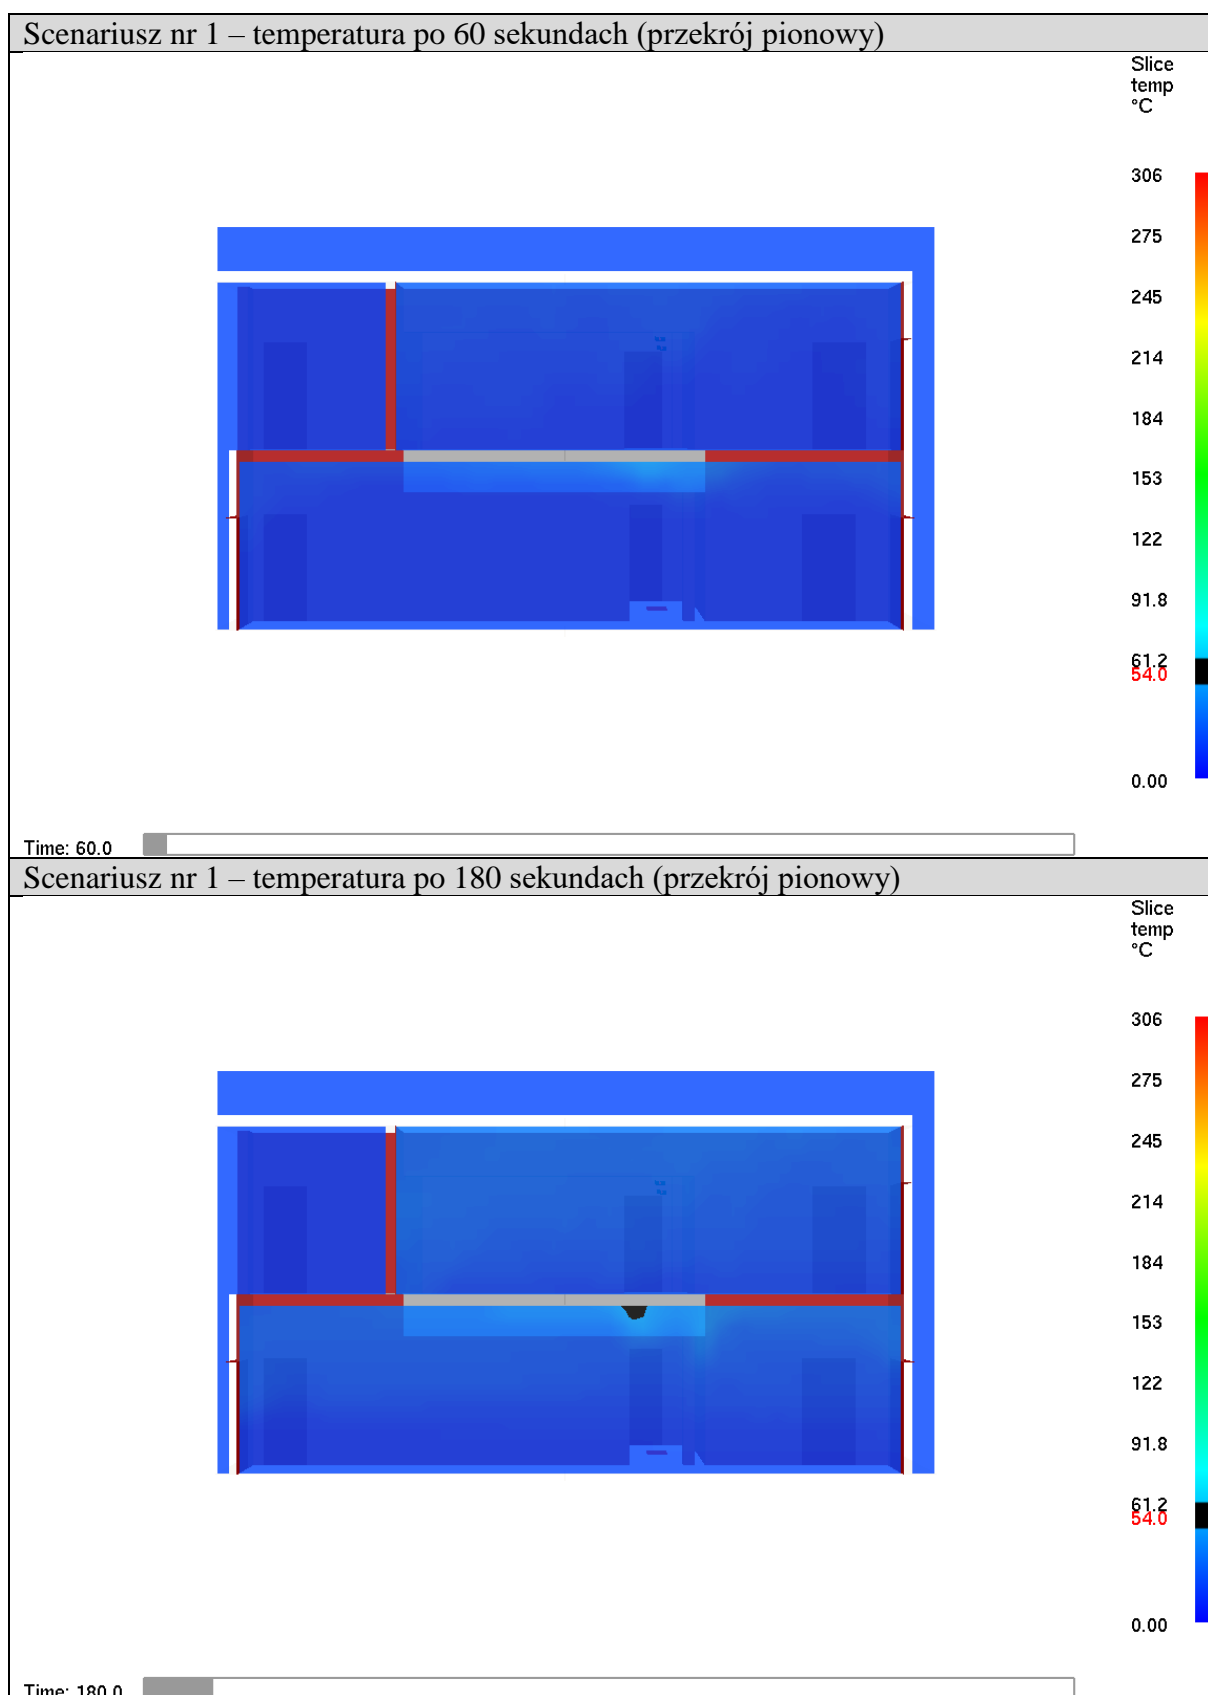 Scenariusz nr 1 – temperatura po 60 sekundach (przekrój pionowy)
Slice
temp
°C
306
275
245
214
184
153
122
91.8
61.2
54.0
0.00
Time: 60.0
Scenariusz nr 1 – temperatura po 180 sekundach (przekrój pionowy)
Slice
temp
°C
306
275
245
214
184
153
122
91.8
61.2
54.0
0.00
Time: 180.0